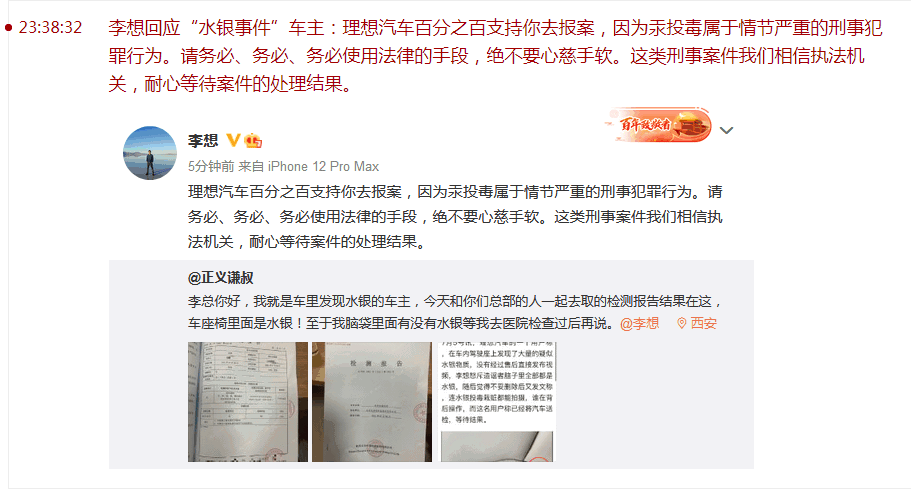 23:38:32
李想回应“水银事件”车主：理想汽车百分之百支持你去报案，因为汞投毒属于情节严重的刑事犯
罪行为。请务必、务必、务必使用法律的手段，绝不要心慈手软。这类刑事案件我们相信执法机
关，耐心等待案件的处理结果。
李想
5分钟前 来自 iPhone 12 Pro Max
理想汽车百分之百支持你去报案，因为汞投毒属于情节严重的刑事犯罪行为。请
务必、务必、务必使用法律的手段，绝不要心慈手软。这类刑事案件我们相信执
法机关，耐心等待案件的处理结果。
@正义谦叔
李总你好，我就是车里发现水银的车主，今天和你们总部的人一起去取的检测报告结果在这，
车座椅里面是水银！至于我脑袋里面有没有水银等我去医院检查过后再说。@李想 西安
检 测 报 告
在车内驾驶座上发现了大量的疑似
水银物质，没有经过售后直接发布视
频，李想怒斥造谣者脑子里全部都是
水银，随后觉得不妥删除后又发文称
，连水银投毒栽赃都能拍摄，谁在背
后操作，而这名用户称已经将汽车送
检，等待结果。